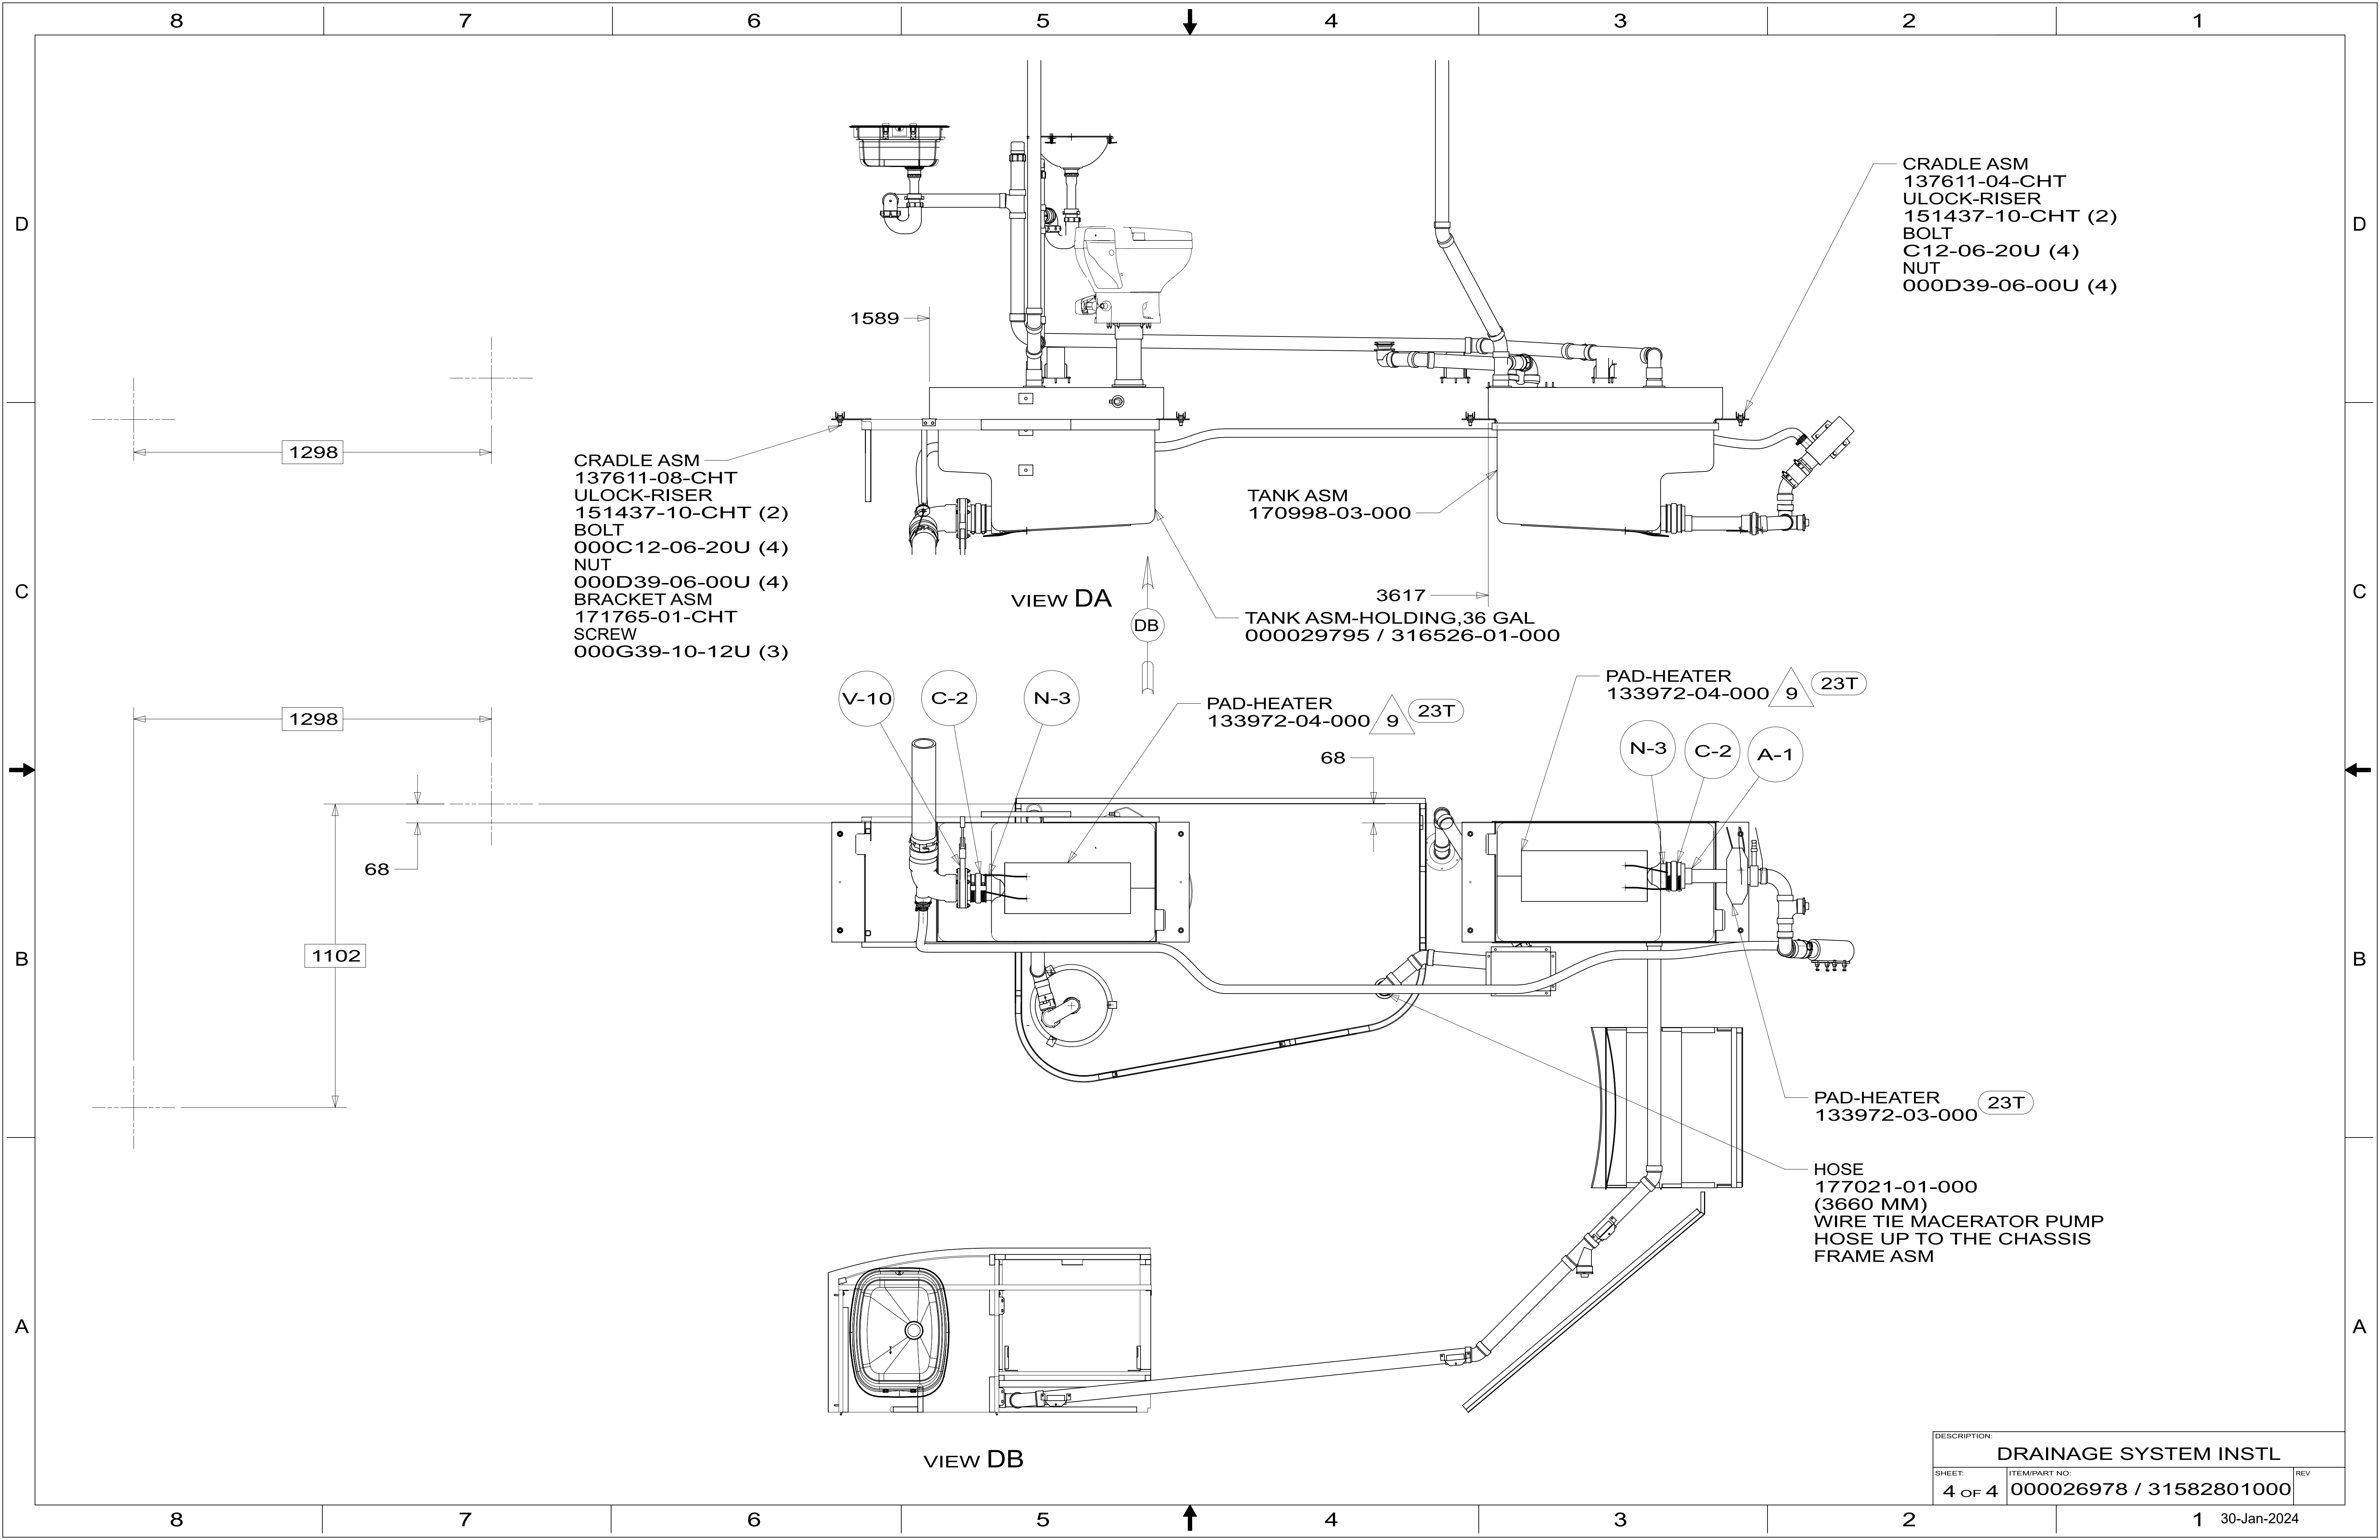 8 7 6 5 4 3 2 1
D
D
CRADLE ASM
137611-04-CHT
ULOCK-RISER
151437-10-CHT (2)
BOLT
C12-06-20U (4)
NUT
000D39-06-00U (4)
1589
1298
CRADLE ASM
137611-08-CHT
ULOCK-RISER
151437-10-CHT (2)
BOLT
000C12-06-20U (4)
NUT
000D39-06-00U (4)
BRACKET ASM
171765-01-CHT
SCREW
000G39-10-12U (3)
TANK ASM
170998-03-000
C
C
VIEW DA
DB
3617
TANK ASM-HOLDING,36 GAL
000029795 / 316526-01-000
1298
V-10
C-2
N-3
PAD-HEATER
133972-04-000
9
23T
PAD-HEATER
133972-04-000
9
23T
68
N-3
C-2
A-1
68
1102
B
B
PAD-HEATER
133972-03-000
23T
HOSE
177021-01-000
(3660 MM)
WIRE TIE MACERATOR PUMP
HOSE UP TO THE CHASSIS
FRAME ASM
A
A
VIEW DB
DESCRIPTION:
DRAINAGE SYSTEM INSTL
SHEET:
4 OF 4
ITEM/PART NO:
000026978 / 31582801000
REV
8 7 6 5 4 3 2 1
30-Jan-2024